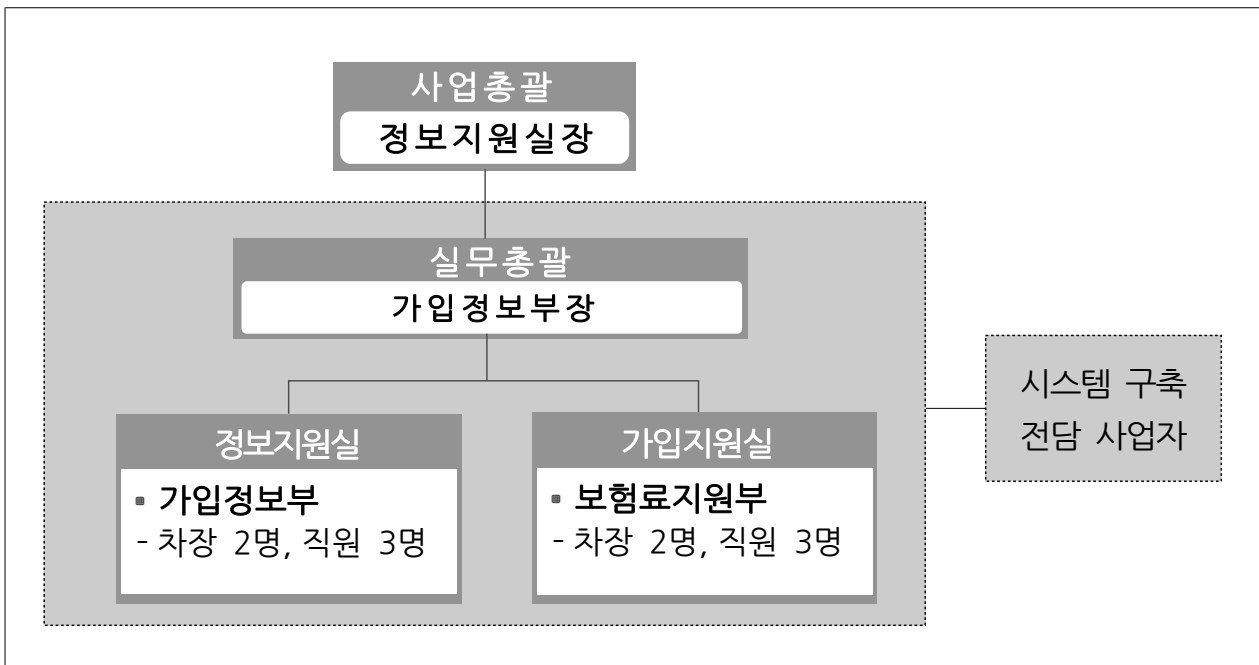 사업총괄
정보지원실장
실무총괄
가입정보부장
정보지원실
▪ 가입정보부
- 차장 2명, 직원 3명
가입지원실
▪ 보험료지원부
- 차장 2명, 직원 3명
시스템 구축
전담 사업자